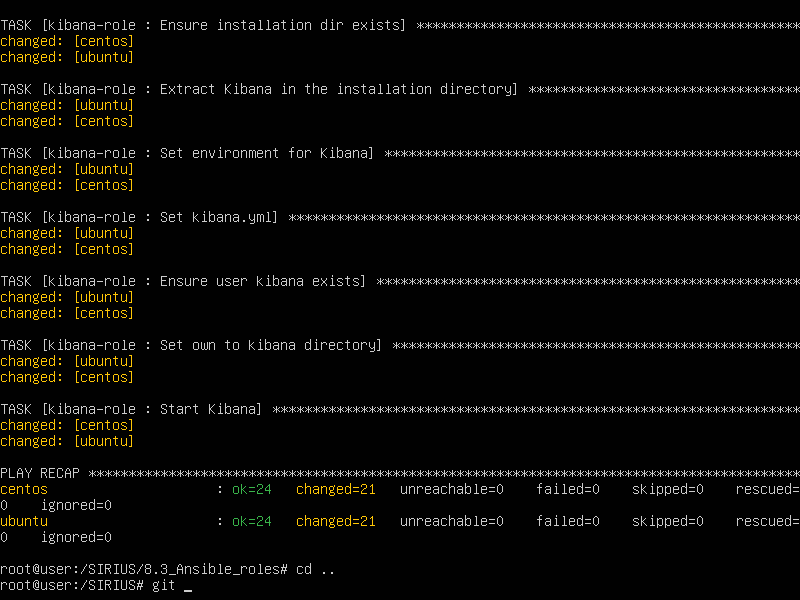 TASK [kibana-role : Ensure installation dir exists] ************************************************
changed: [centos]
changed: [ubuntu]
TASK [kibana-role : Extract Kibana in the installation directory] **********************************
changed: [ubuntu]
changed: [centos]
TASK [kibana-role : Set environment for Kibana] ****************************************************
changed: [ubuntu]
changed: [centos]
TASK [kibana-role : Set kibana.yml] ****************************************************************
changed: [ubuntu]
changed: [centos]
TASK [kibana-role : Ensure user kibana exists] *****************************************************
changed: [ubuntu]
changed: [centos]
TASK [kibana-role : Set own to kibana directory] ***************************************************
changed: [ubuntu]
changed: [centos]
TASK [kibana-role : Start Kibana] ******************************************************************
changed: [centos]
changed: [ubuntu]
PLAY RECAP *****************************************************************************************
centos                     : ok=24   changed=21   unreachable=0    failed=0    skipped=0    rescued=
0    ignored=0
ubuntu                     : ok=24   changed=21   unreachable=0    failed=0    skipped=0    rescued=
0    ignored=0
root@user:/SIRIUS/8.3_Ansible_roles# cd ..
root@user:/SIRIUS# git _